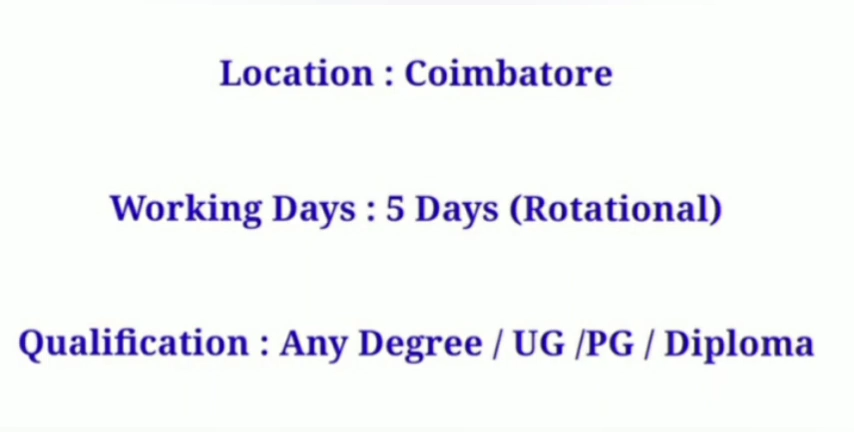 Location : Coimbatore
Working Days : 5 Days (Rotational)
Qualification : Any Degree / UG /PG / Diploma